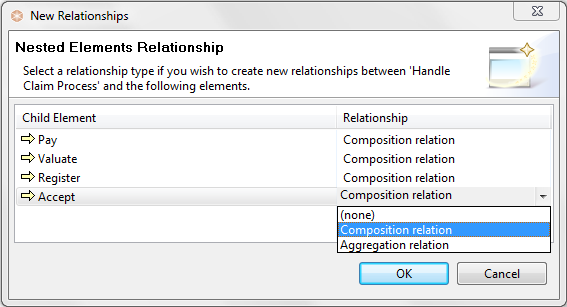 New Relationships
Nested Elements Relationship
Select a relationship type if you wish to create new relationships between 'Handle
Claim Process' and the following elements.
Child Element Relationship
Pay Composition relation
Valuate Composition relation
Register Composition relation
Accept Composition relation
(none)
Composition relation
Aggregation relation
OK Cancel